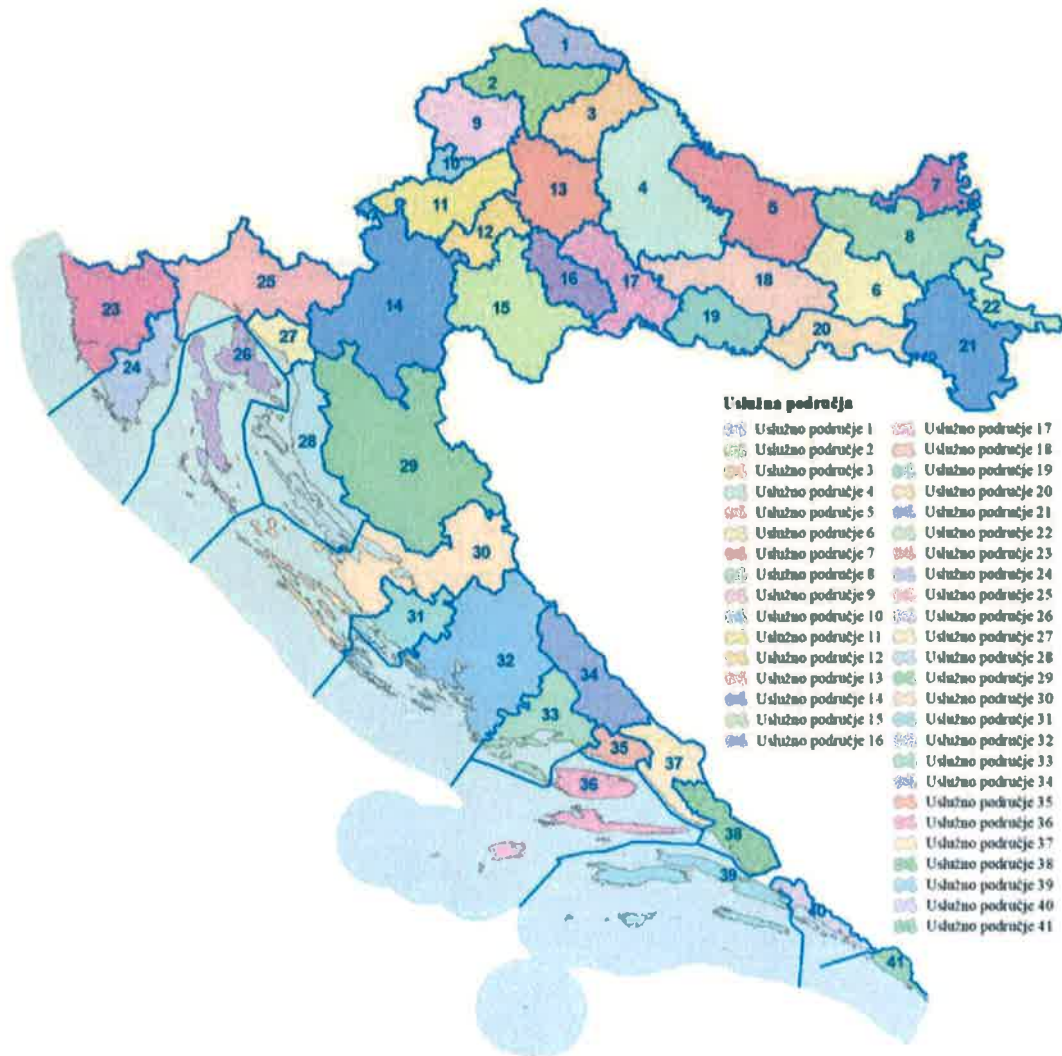 1
2
3
9
10
4
13
7
5
11
12
8
16
17
18
25
6
14
23
15
22
19
20
27
21
26
24
28
29
30
31
32
34
33
35
37
36
38
39
40
41
Uslužna područja
Uslužno područje 1
Uslužno područje 2
Uslužno područje 3
Uslužno područje 4
Uslužno područje 5
Uslužno područje 6
Uslužno područje 7
Uslužno područje 8
Uslužno područje 9
Uslužno područje 10
Uslužno područje 11
Uslužno područje 12
Uslužno područje 13
Uslužno područje 14
Uslužno područje 15
Uslužno područje 16
Uslužno područje 17
Uslužno područje 18
Uslužno područje 19
Uslužno područje 20
Uslužno područje 21
Uslužno područje 22
Uslužno područje 23
Uslužno područje 24
Uslužno područje 25
Uslužno područje 26
Uslužno područje 27
Uslužno područje 28
Uslužno područje 29
Uslužno područje 30
Uslužno područje 31
Uslužno područje 32
Uslužno područje 33
Uslužno područje 34
Uslužno područje 35
Uslužno područje 36
Uslužno područje 37
Uslužno područje 38
Uslužno područje 39
Uslužno područje 40
Uslužno područje 41